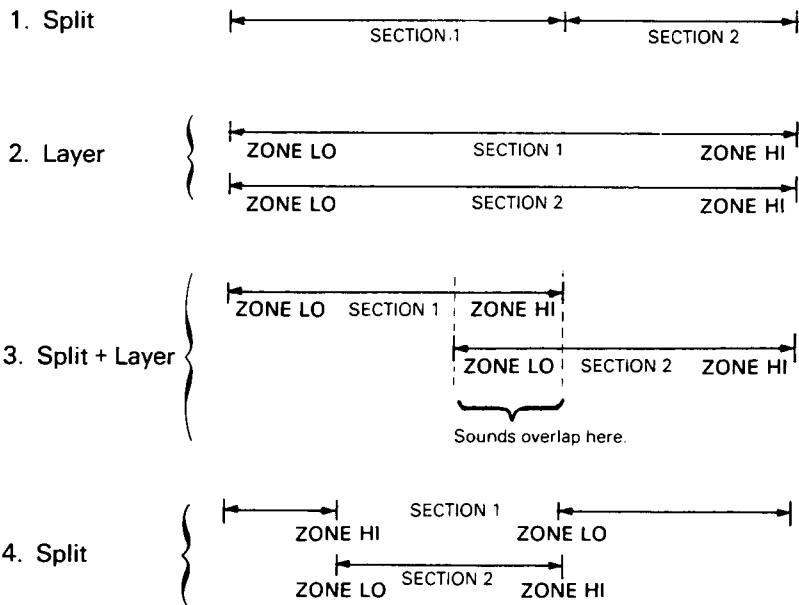 1. Split
SECTION 1
SECTION 2
2. Layer
ZONE LO SECTION 1 ZONE HI
ZONE LO SECTION 2 ZONE HI
3. Split + Layer
ZONE LO SECTION 1 ZONE HI
ZONE LO SECTION 2 ZONE HI
Sounds overlap here.
4. Split
SECTION 1
ZONE HI ZONE LO
ZONE LO SECTION 2 ZONE HI